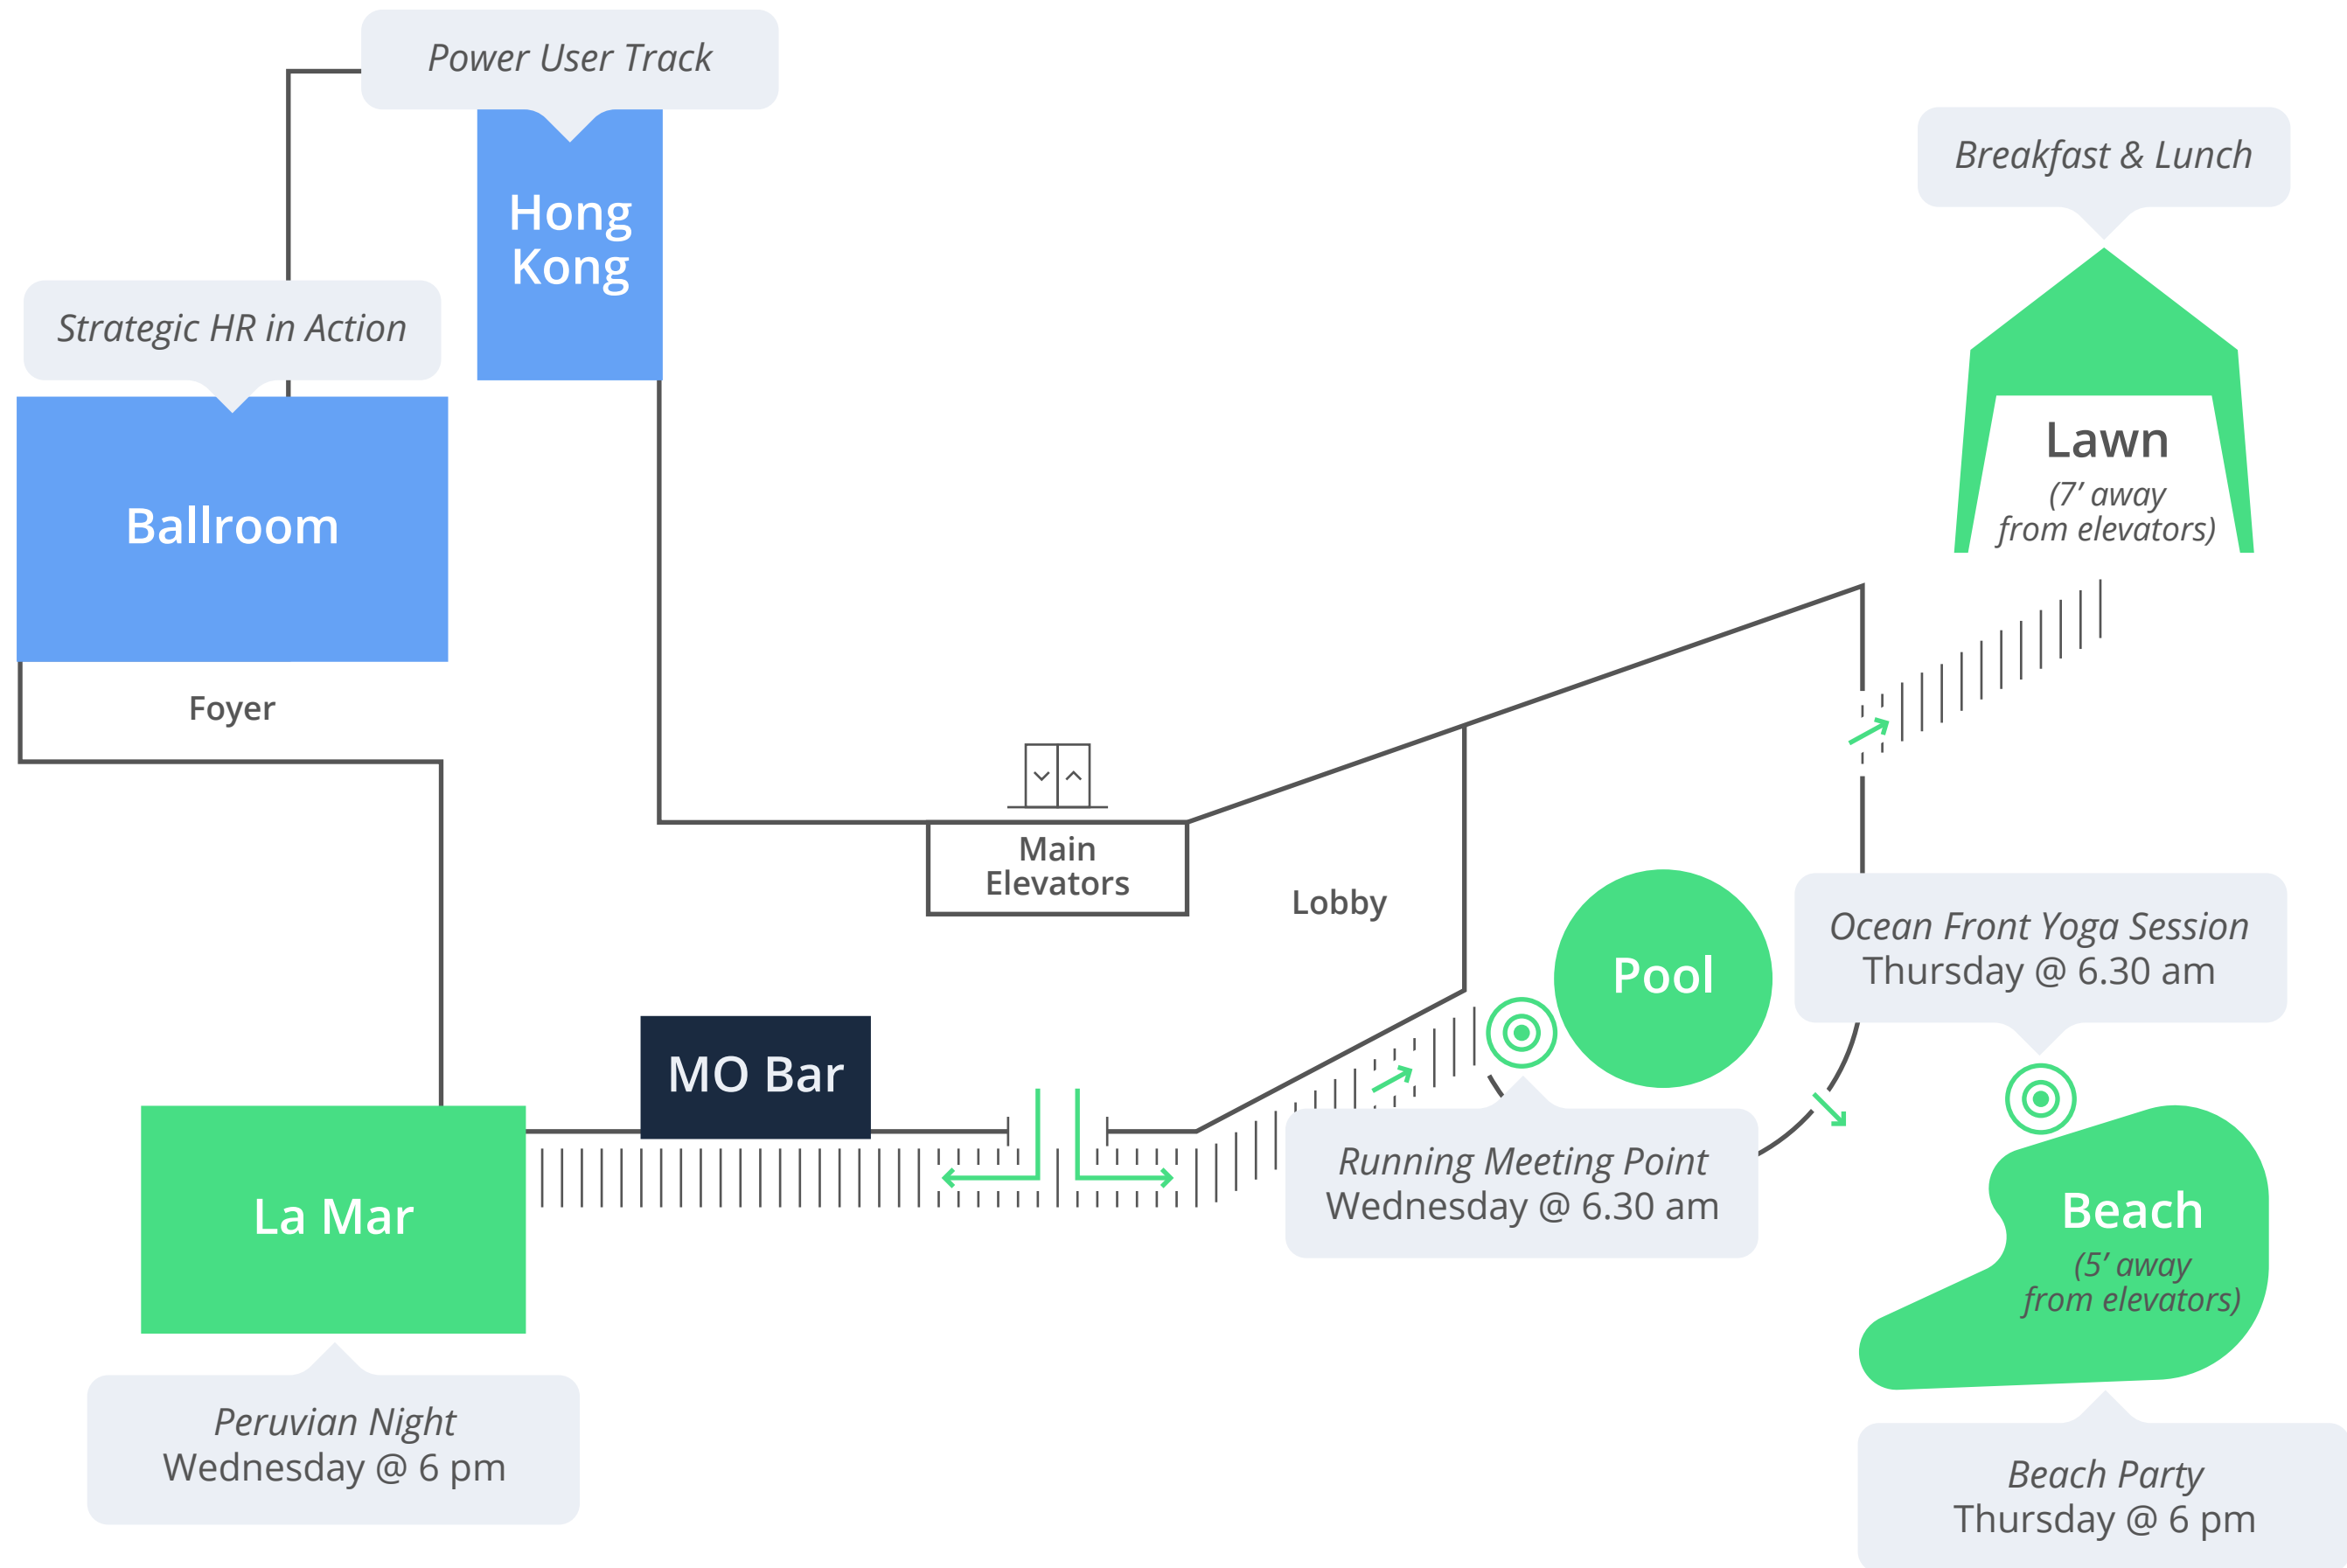 Power User Track
Hong
Kong
Breakfast & Lunch
Strategic HR in Action
Lawn
(7’ away
from elevators)
Ballroom
Foyer
Main
Elevators
Lobby
Pool
Ocean Front Yoga Session
Thursday @ 6.30 am
MO Bar
Running Meeting Point
Wednesday @ 6.30 am
La Mar
Beach
(5’ away
from elevators)
Peruvian Night
Wednesday @ 6 pm
Beach Party
Thursday @ 6 pm